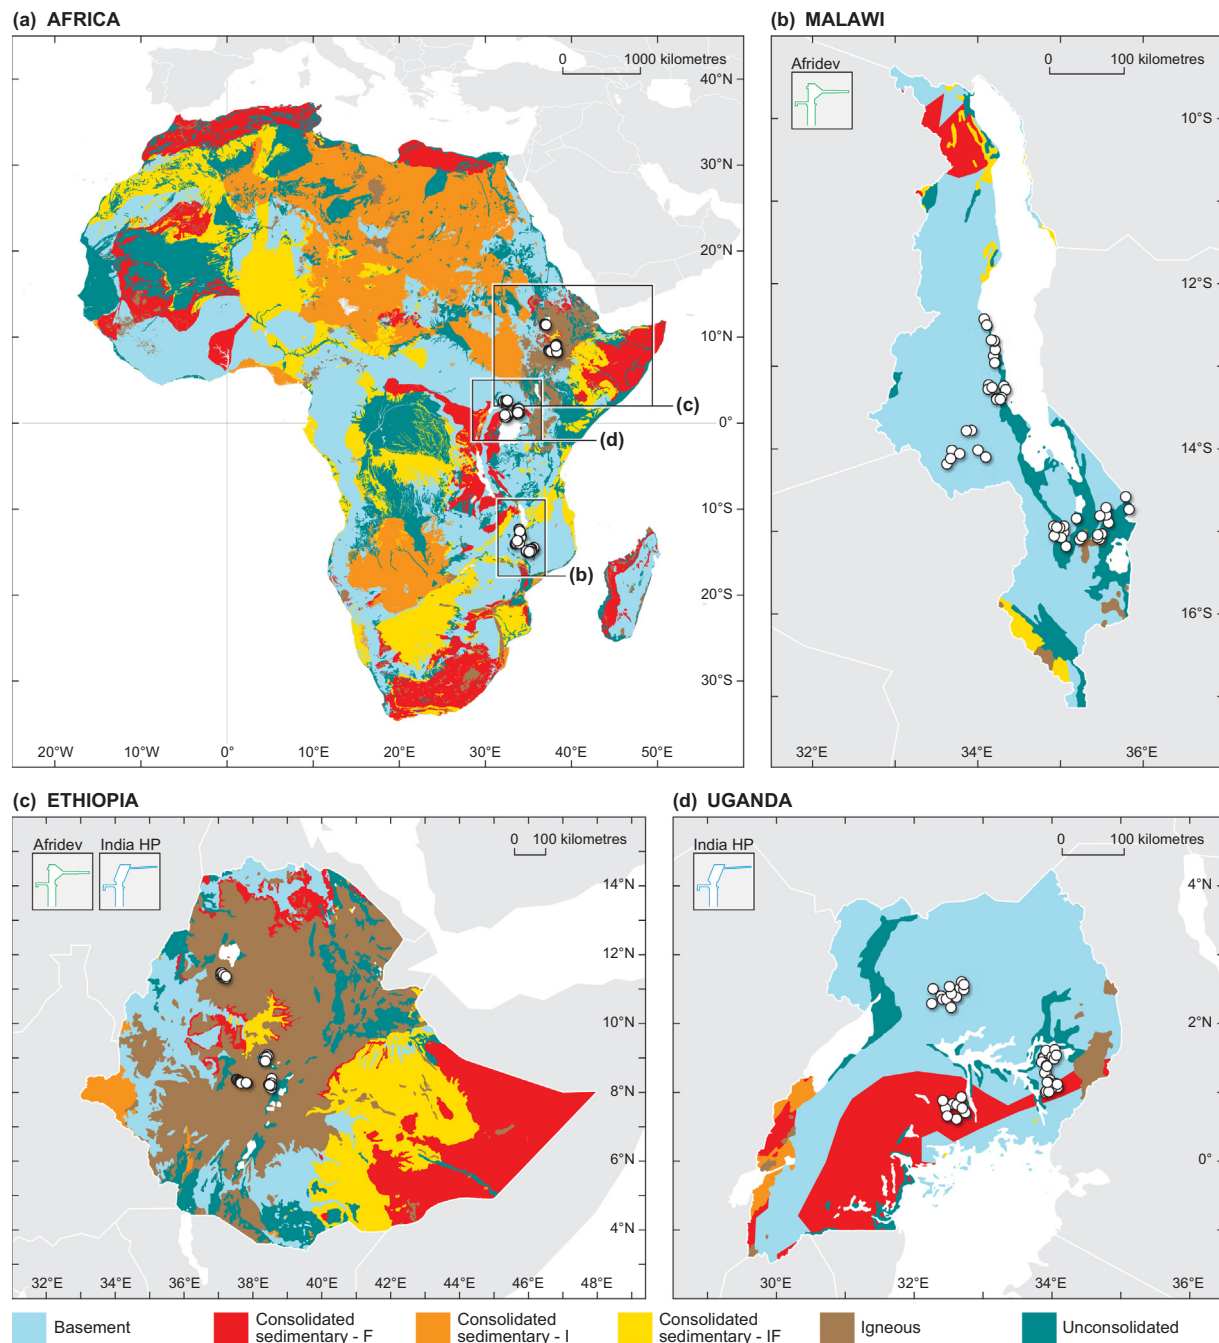 (a) AFRICA
0 1000 kilometres
40°N
30°N
20°N
10°N
0°
10°S
20°S
30°S
(c)
(d)
(b)
20°W 10°W 0° 10°E 20°E 30°E 40°E 50°E
(b) MALAWI
Afridev
0 100 kilometres
10°S
12°S
14°S
16°S
32°E 34°E 36°E
(c) ETHIOPIA
Afridev India HP
0 100 kilometres
14°N
12°N
10°N
8°N
6°N
4°N
32°E 34°E 36°E 38°E 40°E 42°E 44°E 46°E 48°E
(d) UGANDA
India HP
0 100 kilometres
4°N
2°N
0°
30°E 32°E 34°E
Basement
Consolidated
sedimentary - F
Consolidated
sedimentary - I
Consolidated
sedimentary - IF
Igneous
Unconsolidated